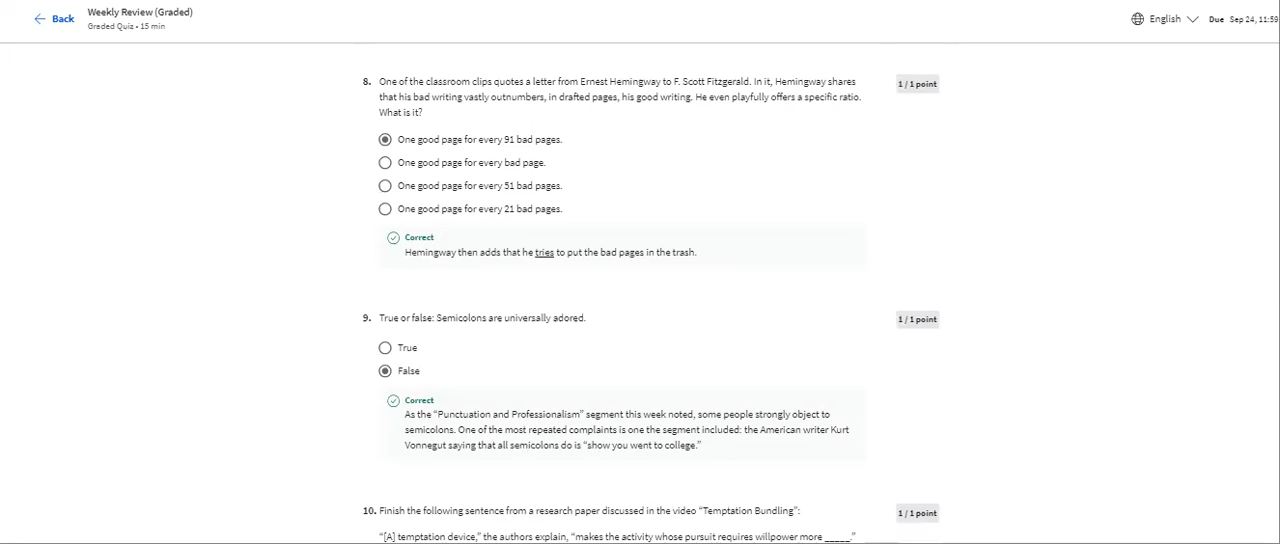 Back
Weekly Review (Graded)
Graded Quiz • 15 min
English
Due Sep 24, 11:59
8. One of the classroom clips quotes a letter from Ernest Hemingway to F. Scott Fitzgerald. In it, Hemingway shares
that his bad writing vastly outnumbers, in drafted pages, his good writing. He even playfully offers a specific ratio.
What is it?
1 / 1 point
One good page for every 91 bad pages.
One good page for every bad page.
One good page for every 51 bad pages.
One good page for every 21 bad pages.
Correct
Hemingway then adds that he tries to put the bad pages in the trash.
9. True or false: Semicolons are universally adored.
1 / 1 point
True
False
Correct
As the “Punctuation and Professionalism” segment this week noted, some people strongly object to
semicolons. One of the most repeated complaints is one the segment included: the American writer Kurt
Vonnegut saying that all semicolons do is “show you went to college.”
10. Finish the following sentence from a research paper discussed in the video “Temptation Bundling”:
1 / 1 point
“[A] temptation device,” the authors explain, “makes the activity whose pursuit requires willpower more _____.”